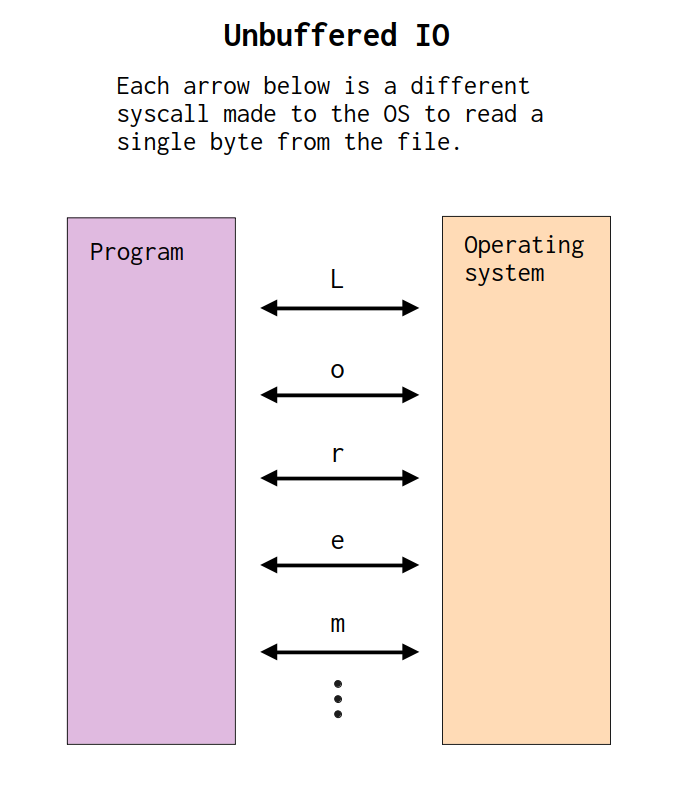 Unbuffered IO
Each arrow below is a different
syscall made to the OS to read a
single byte from the file.
Program
Operating
system
L
o
r
e
m